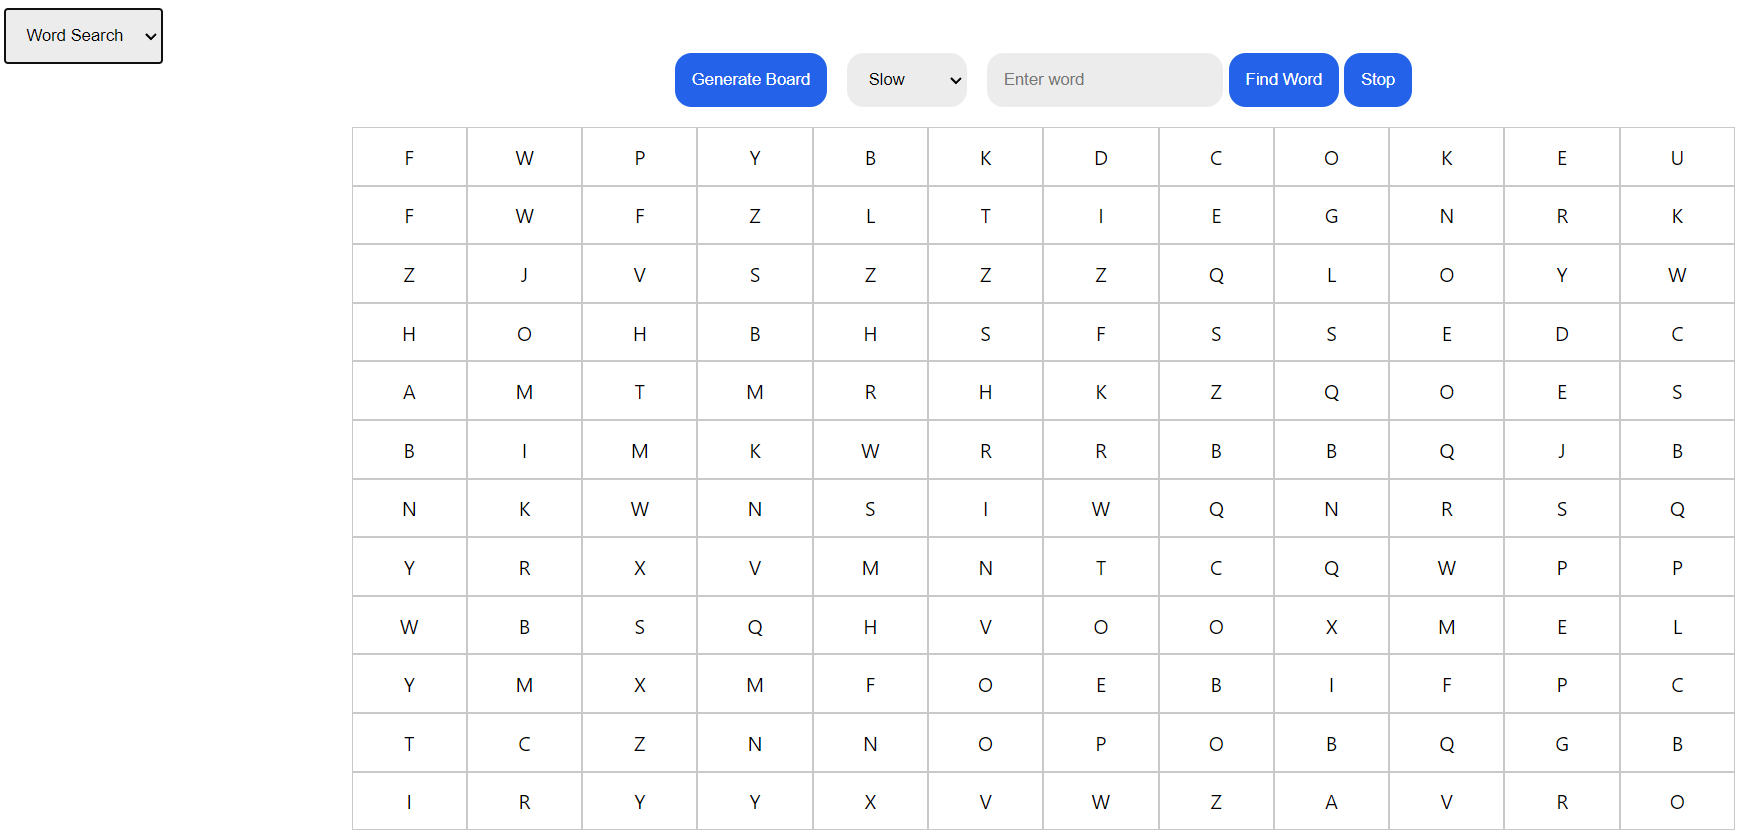 Word Search
Generate Board Slow Enter word Find Word Stop
F W P Y B K D C O K E U
F W F Z L T I E G N R K
Z J V S Z Z Z Q L O Y W
H O H B H S F S S E D C
A M T M R H K Z Q O E S
B I M K W R R B B Q J B
N K W N S I W Q N R S Q
Y R X V M N T C Q W P P
W B S Q H V O O X M E L
Y M X M F O E B I F P C
T C Z N N O P O B Q G B
I R Y Y X V W Z A V R O